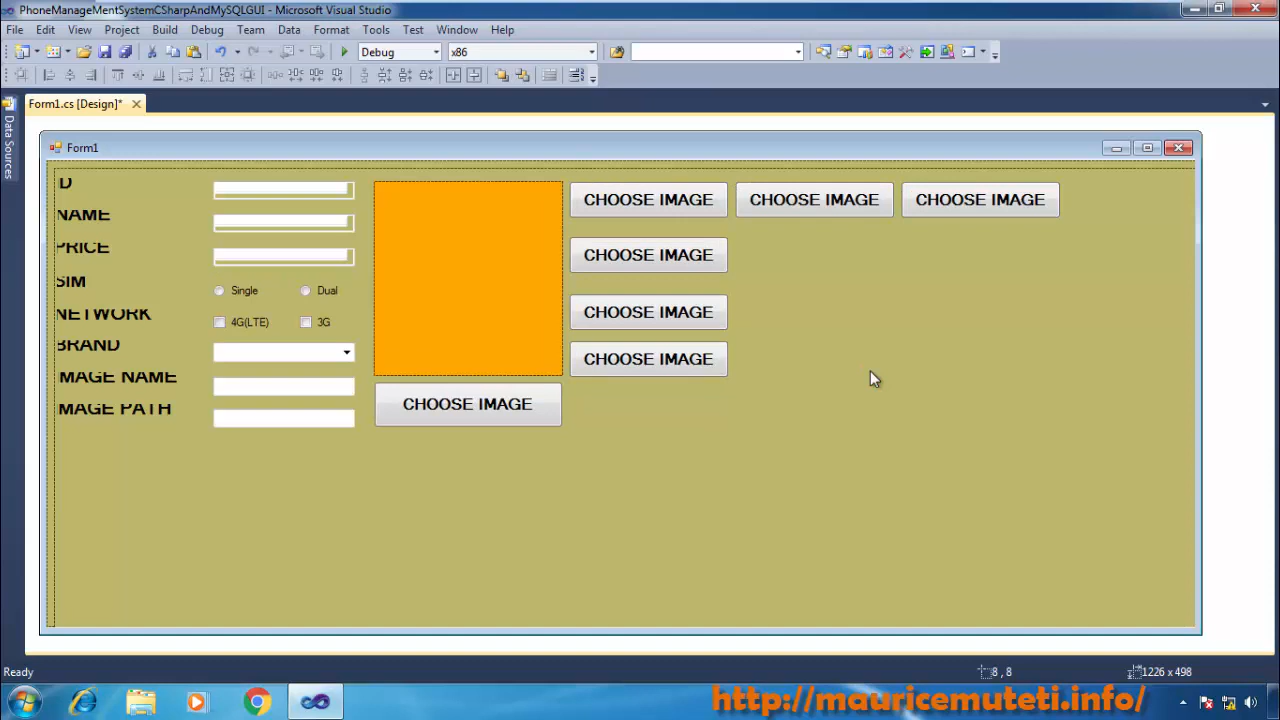 PhoneManageMentSystemCSharpAndMySQLGUI - Microsoft Visual Studio
File Edit View Project Build Debug Team Data Format Tools Test Window Help
Debug x86
Form1.cs [Design]*
Data Sources
Form1
ID
NAME
PRICE
SIM
Single Dual
NETWORK
4G(LTE) 3G
BRAND
IMAGE NAME
IMAGE PATH
CHOOSE IMAGE
CHOOSE IMAGE CHOOSE IMAGE CHOOSE IMAGE
CHOOSE IMAGE
CHOOSE IMAGE
CHOOSE IMAGE
Ready
8 , 8
1226 x 498
http://mauricemuteti.info/